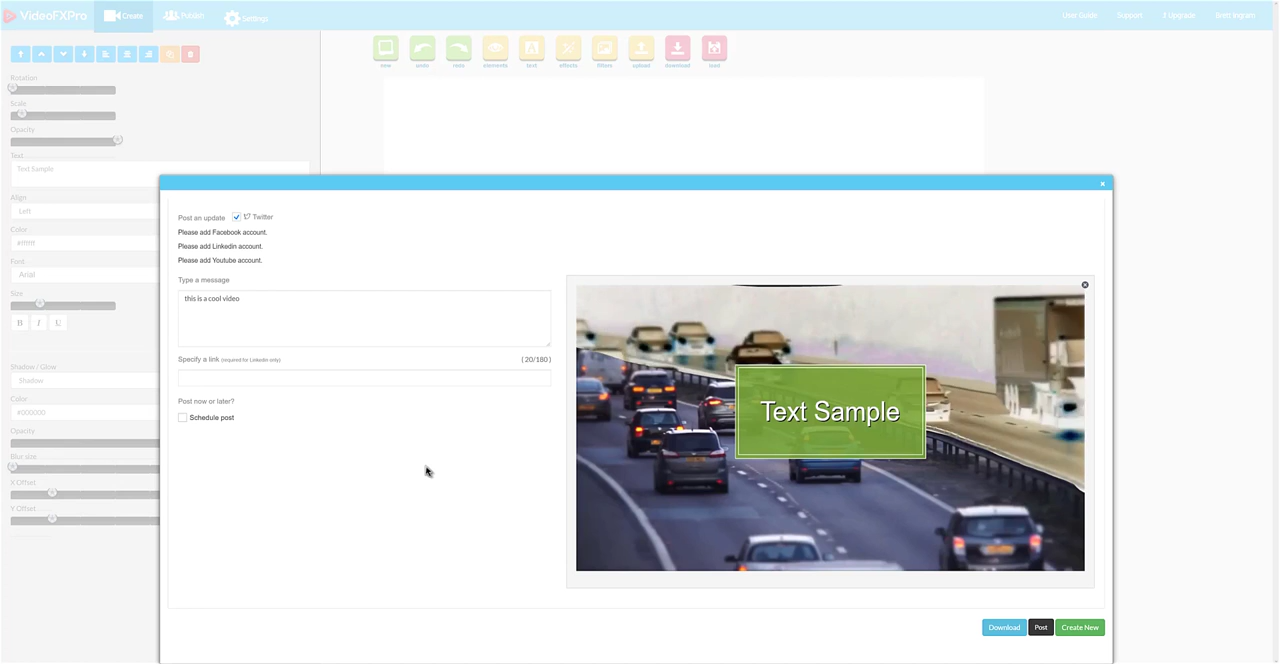 VideoFXPro
Create
Publish
Settings
User Guide
Support
Upgrade
Brett Ingram
new
undo
redo
elements
text
effects
filters
upload
download
Rotation
Scale
Opacity
Text
Text Sample
Align
Left
Color
#ffffff
Font
Arial
Size
B I U
Shadow / Glow
Shadow
Color
#000000
Opacity
Blur size
X Offset
Y Offset
Post an update Twitter
Please add Facebook account.
Please add Linkedin account.
Please add Youtube account.
Type a message
this is a cool video
Specify a link (required for Linkedin only) (20/180)
Post now or later?
Schedule post
Text Sample
Download Post Create New